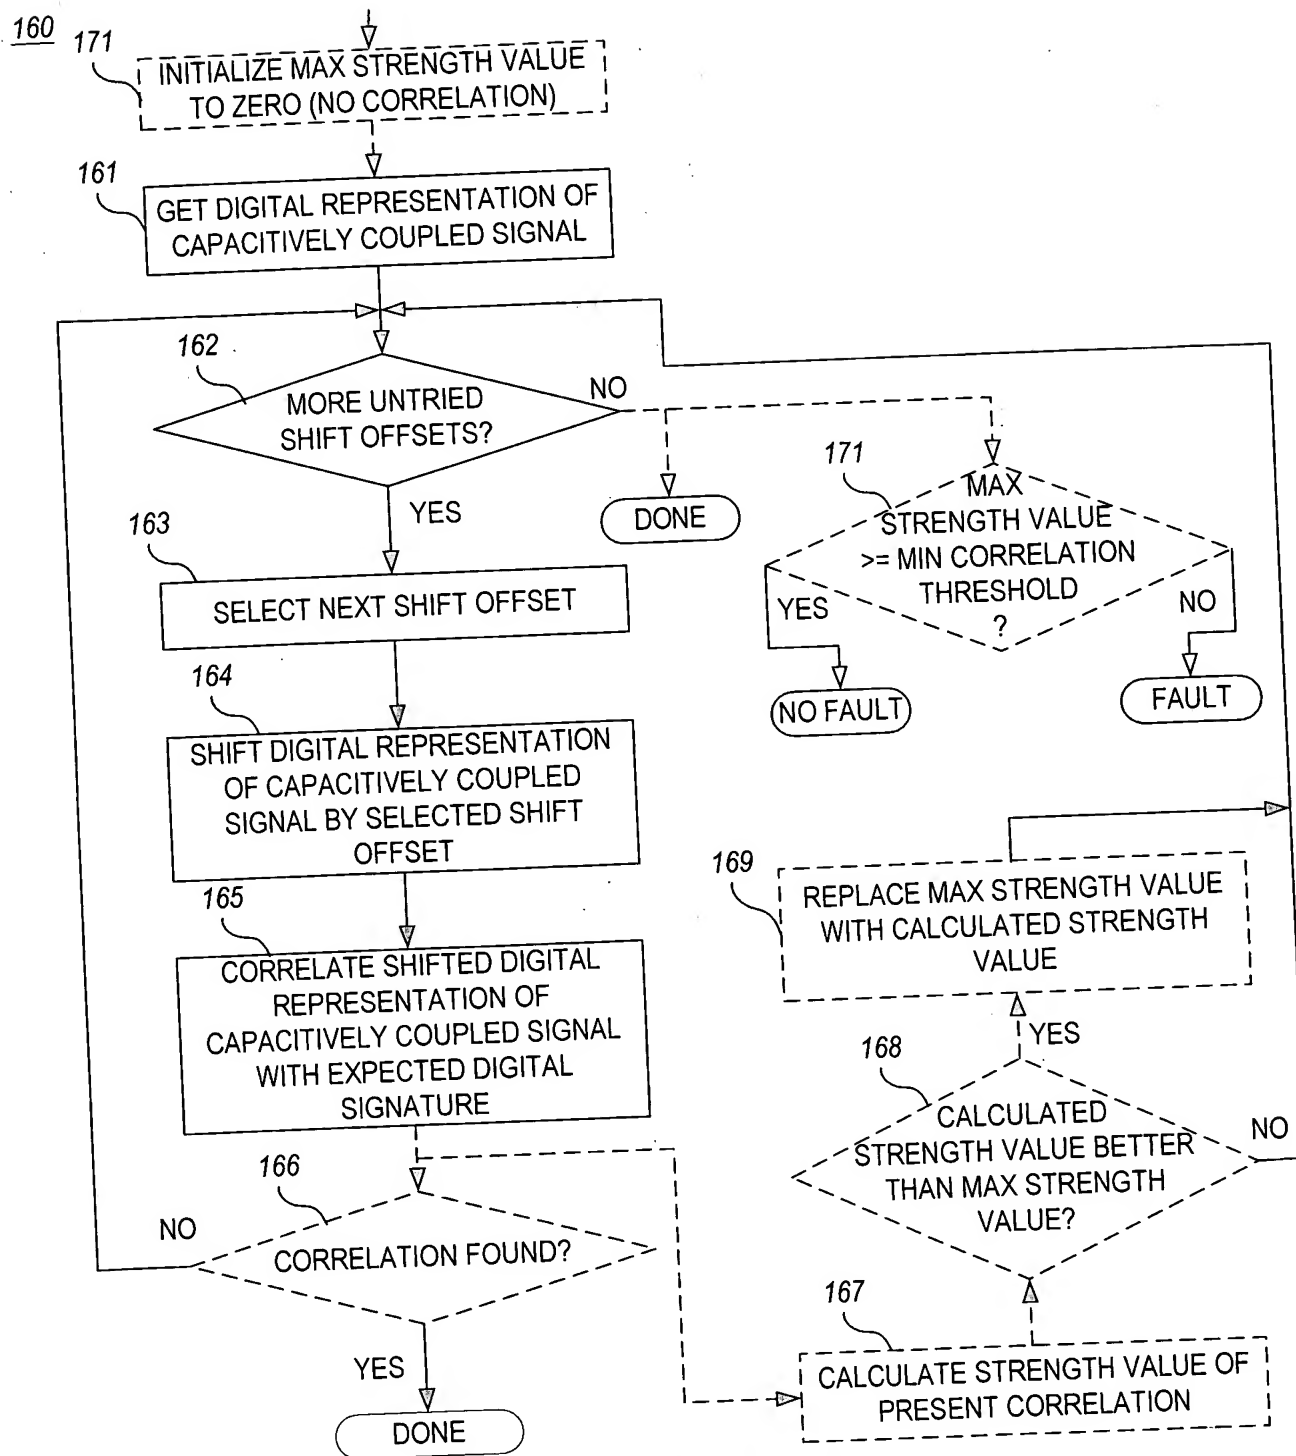 160
171
INITIALIZE MAX STRENGTH VALUE
TO ZERO (NO CORRELATION)
161
GET DIGITAL REPRESENTATION OF
CAPACITIVELY COUPLED SIGNAL
162
MORE UNTRIED
SHIFT OFFSETS?
NO
YES
DONE
171
MAX
STRENGTH VALUE
>= MIN CORRELATION
THRESHOLD
?
YES
NO
NO FAULT
FAULT
163
SELECT NEXT SHIFT OFFSET
164
SHIFT DIGITAL REPRESENTATION
OF CAPACITIVELY COUPLED
SIGNAL BY SELECTED SHIFT
OFFSET
165
CORRELATE SHIFTED DIGITAL
REPRESENTATION OF
CAPACITIVELY COUPLED SIGNAL
WITH EXPECTED DIGITAL
SIGNATURE
166
NO
CORRELATION FOUND?
YES
DONE
169
REPLACE MAX STRENGTH VALUE
WITH CALCULATED STRENGTH
VALUE
YES
168
CALCULATED
STRENGTH VALUE BETTER
THAN MAX STRENGTH
VALUE?
NO
167
CALCULATE STRENGTH VALUE OF
PRESENT CORRELATION